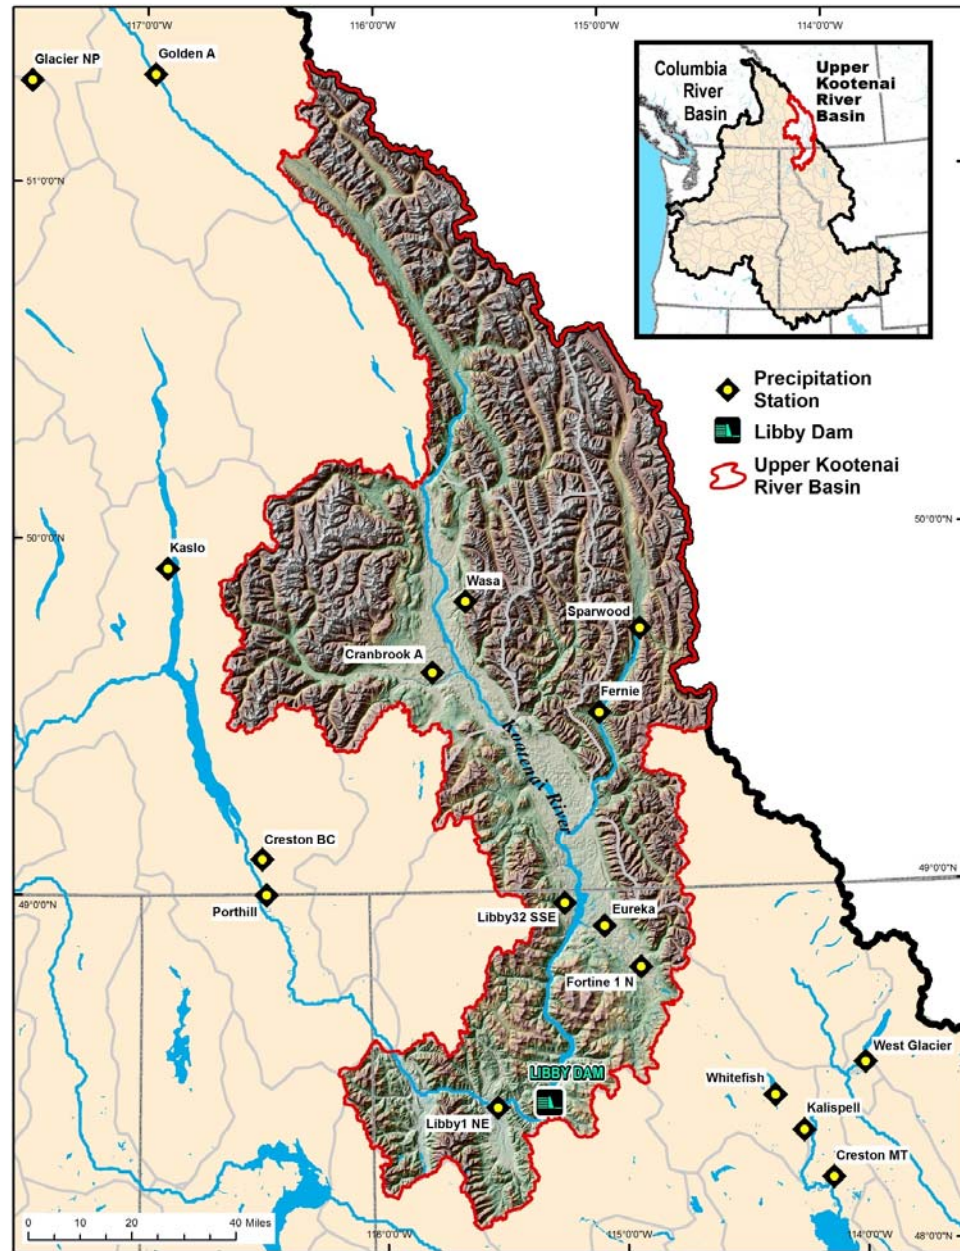 117°0'0"W
116°0'0"W
115°0'0"W
114°0'0"W
Glacier NP
Golden A
Columbia
River
Basin
Upper
Kootenai
River
Basin
51°0'0"N
Precipitation
Station
Libby Dam
Upper Kootenai
River Basin
50°0'0"N
50°0'0"N
Kaslo
Wasa
Sparwood
Cranbrook A
Fernie
Kootenai River
Creston BC
49°0'0"N
49°0'0"N
Porthill
Libby32 SSE
Eureka
Fortine 1 N
West Glacier
LIBBY DAM
Whitefish
Kalispell
Libby1 NE
Creston MT
0 10 20 40 Miles
116°0'0"W
115°0'0"W
114°0'0"W
48°0'0"N